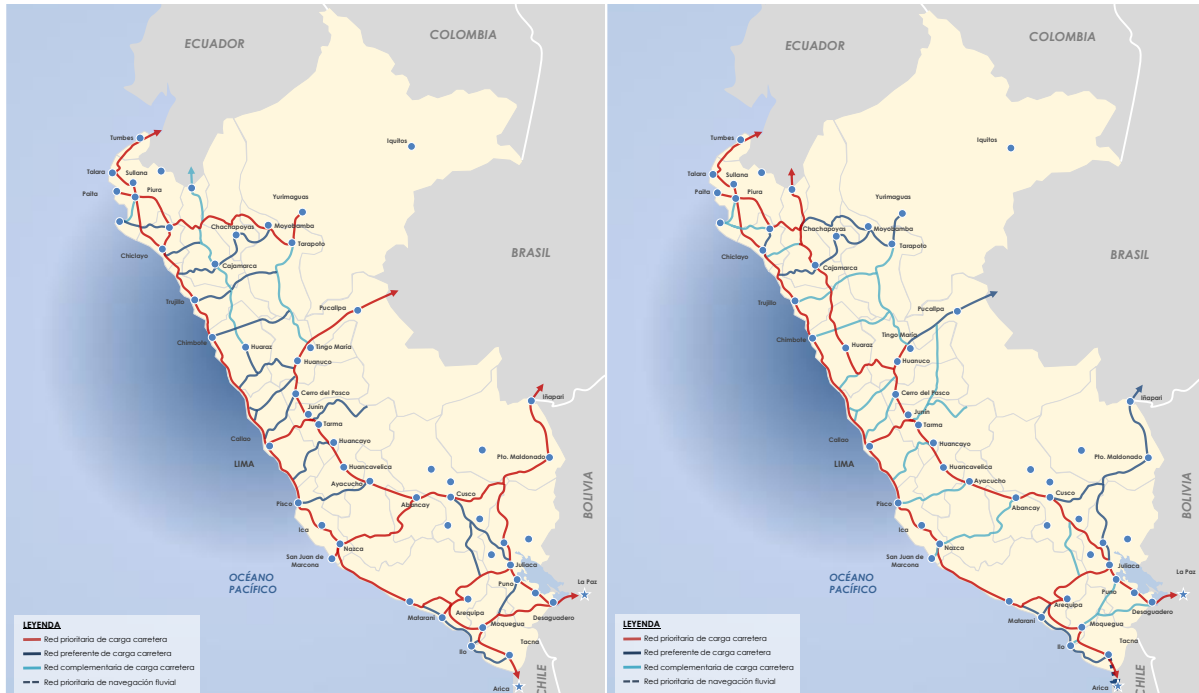 ECUADOR
COLOMBIA
Tumbes
Iquitos
Talara
Sullana
Paita
Piura
Yurimaguas
Chachapoyas
Moyobamba
Tarapoto
Chiclayo
Cajamarca
BRASIL
Trujillo
Pucallpa
Chimbote
Huaraz
Tingo María
Huanuco
Cerro del Pasco
Junín
Tarma
Iñapari
Callao
Huancayo
LIMA
Huancavelica
Pto. Maldonado
Ayacucho
Cusco
Pisco
Abancay
BOLIVIA
Ica
Nazca
San Juan de
Marcona
Juliaca
OCÉANO
PACÍFICO
Puno
La Paz
Arequipa
Desaguadero
Matarani
Moquegua
Ilo
Tacna
CHILE
Arica
LEYENDA
Red prioritaria de carga carretera
Red preferente de carga carretera
Red complementaria de carga carretera
Red prioritaria de navegación fluvial
ECUADOR
COLOMBIA
Tumbes
Iquitos
Talara
Sullana
Paita
Piura
Yurimaguas
Chachapoyas
Moyobamba
Tarapoto
Chiclayo
Cajamarca
BRASIL
Trujillo
Pucallpa
Chimbote
Tingo María
Huaraz
Huanuco
Cerro del Pasco
Junín
Tarma
Iñapari
Callao
Huancayo
LIMA
Huancavelica
Pto. Maldonado
Ayacucho
Cusco
Pisco
Abancay
BOLIVIA
Ica
Nazca
San Juan de
Marcona
Juliaca
OCÉANO
PACÍFICO
Puno
La Paz
Arequipa
Desaguadero
Matarani
Moquegua
Ilo
Tacna
CHILE
Arica
LEYENDA
Red prioritaria de carga carretera
Red preferente de carga carretera
Red complementaria de carga carretera
Red prioritaria de navegación fluvial